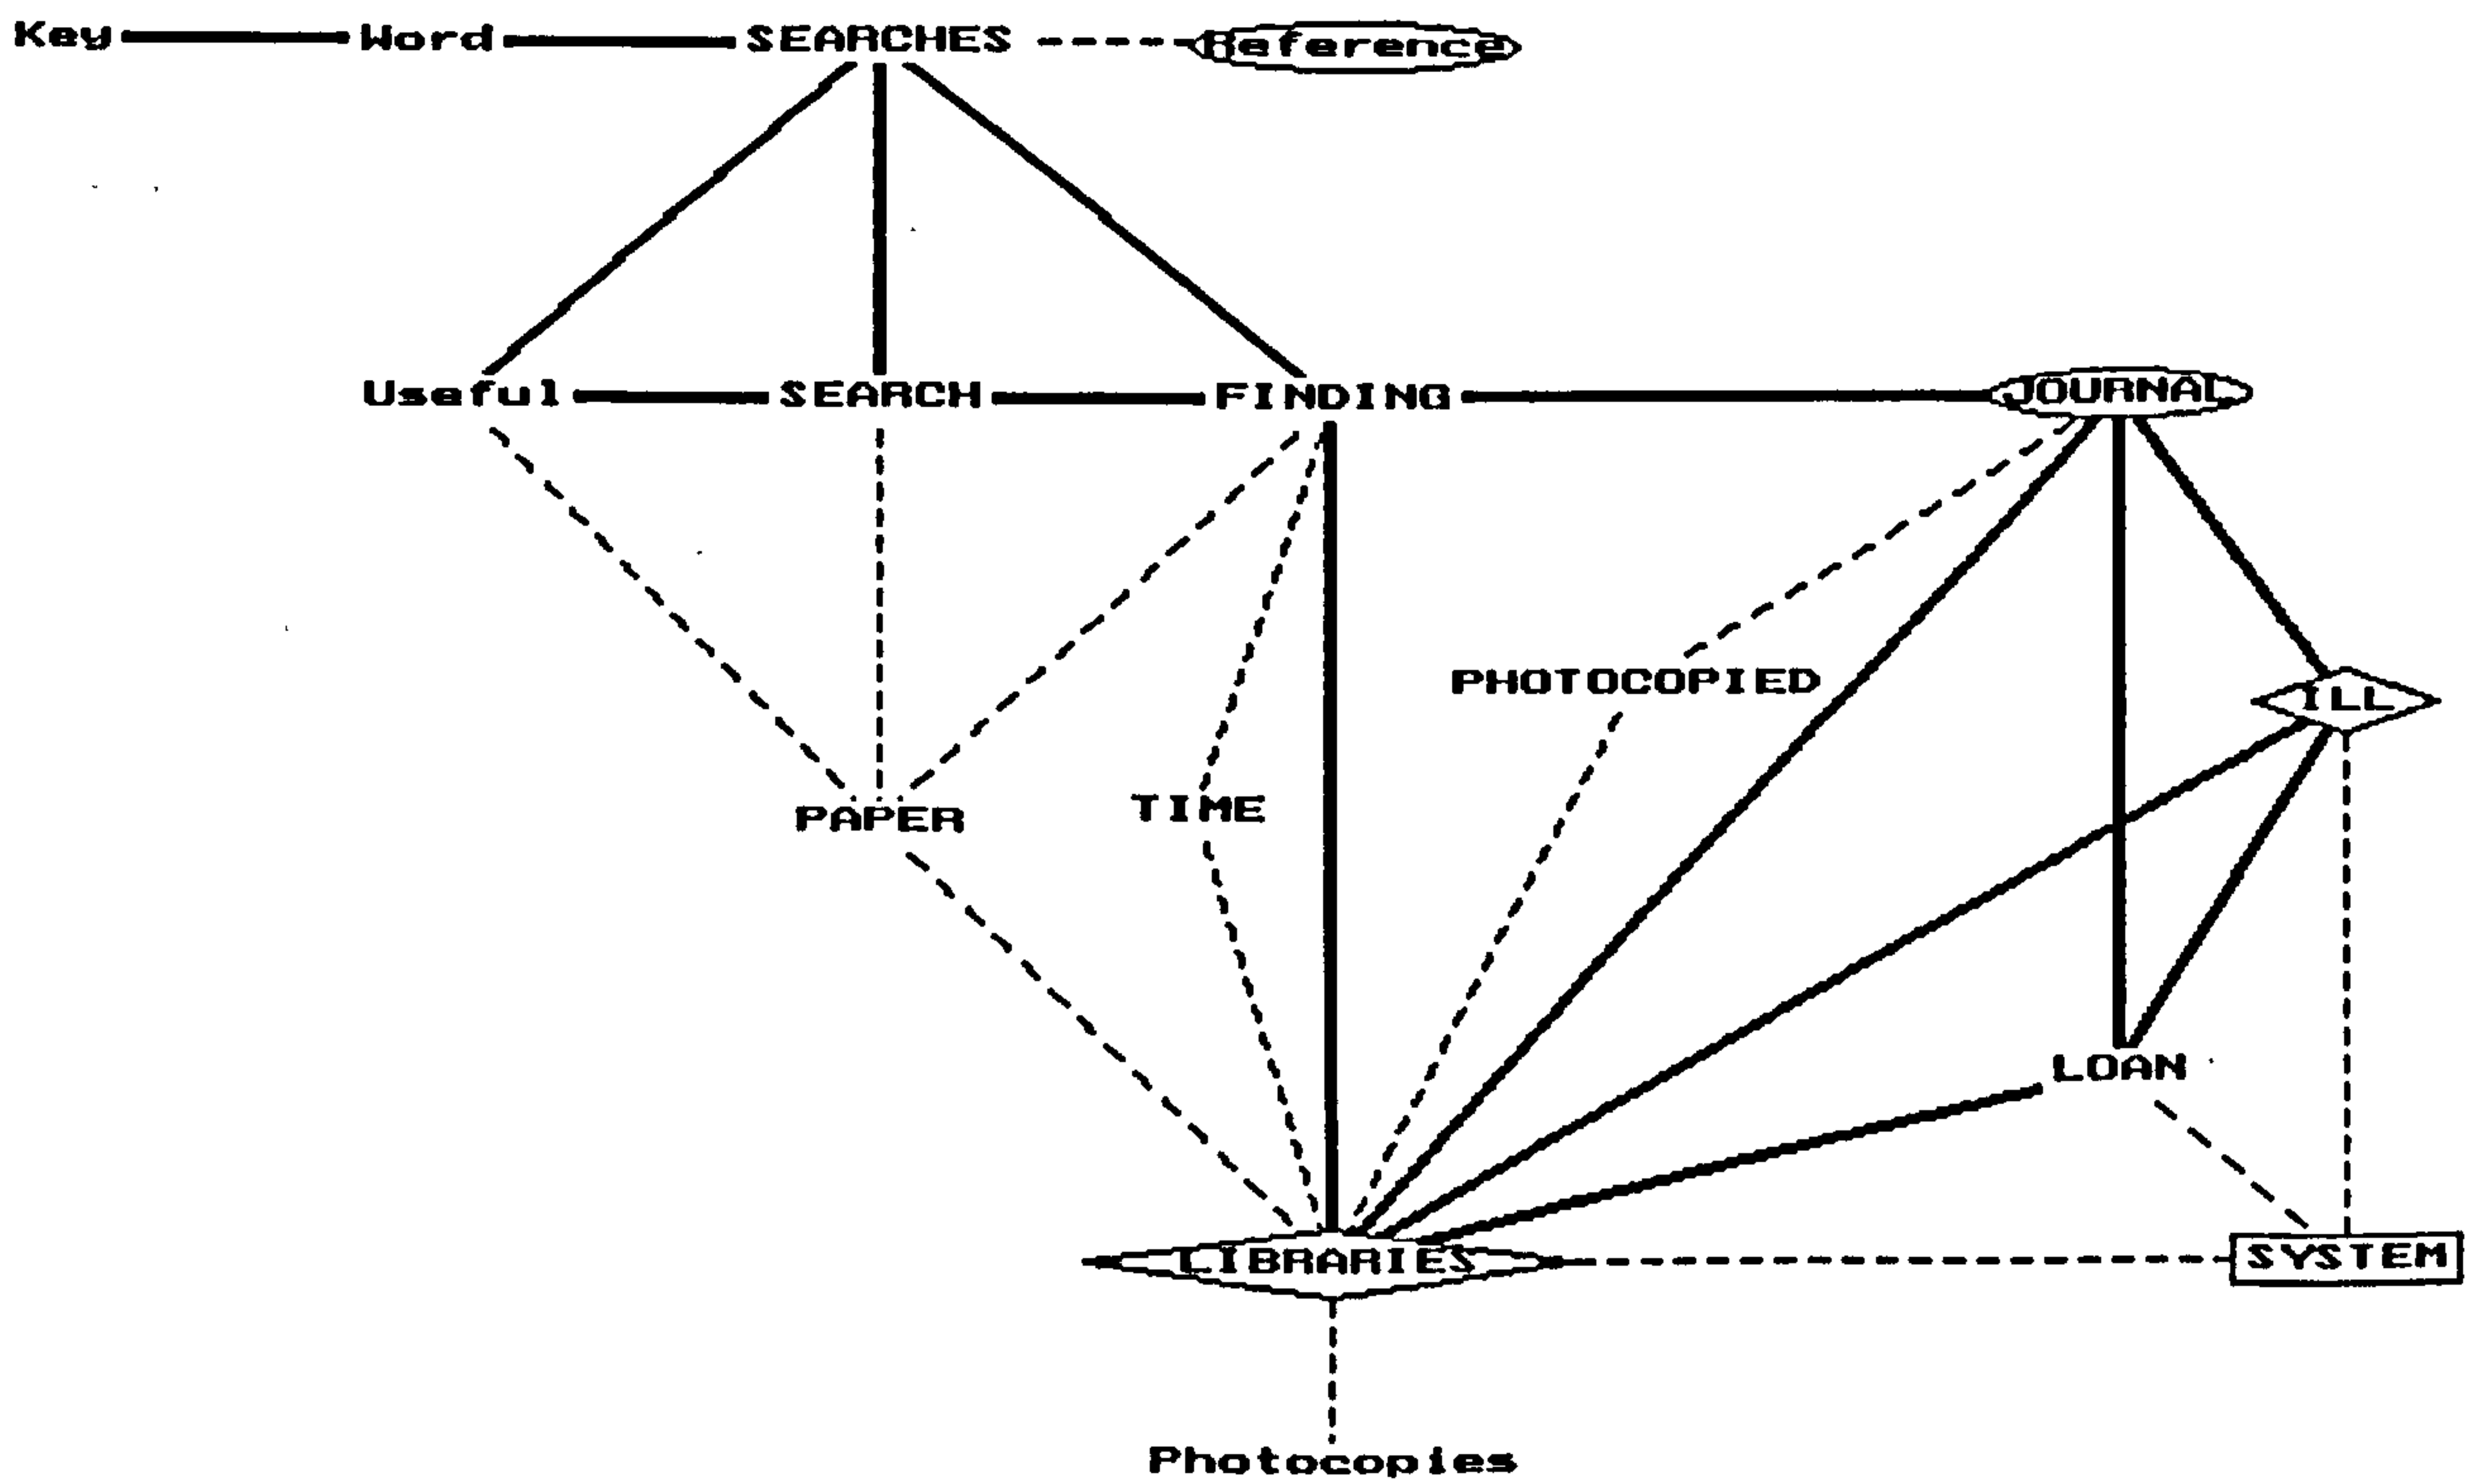 Key Word SEARCHES Reference
Useful SEARCH FINDING JOURNAL
PHOTOCOPIED ILL
PAPER TIME
LOAN
LIBRARIES SYSTEM
Photocopies